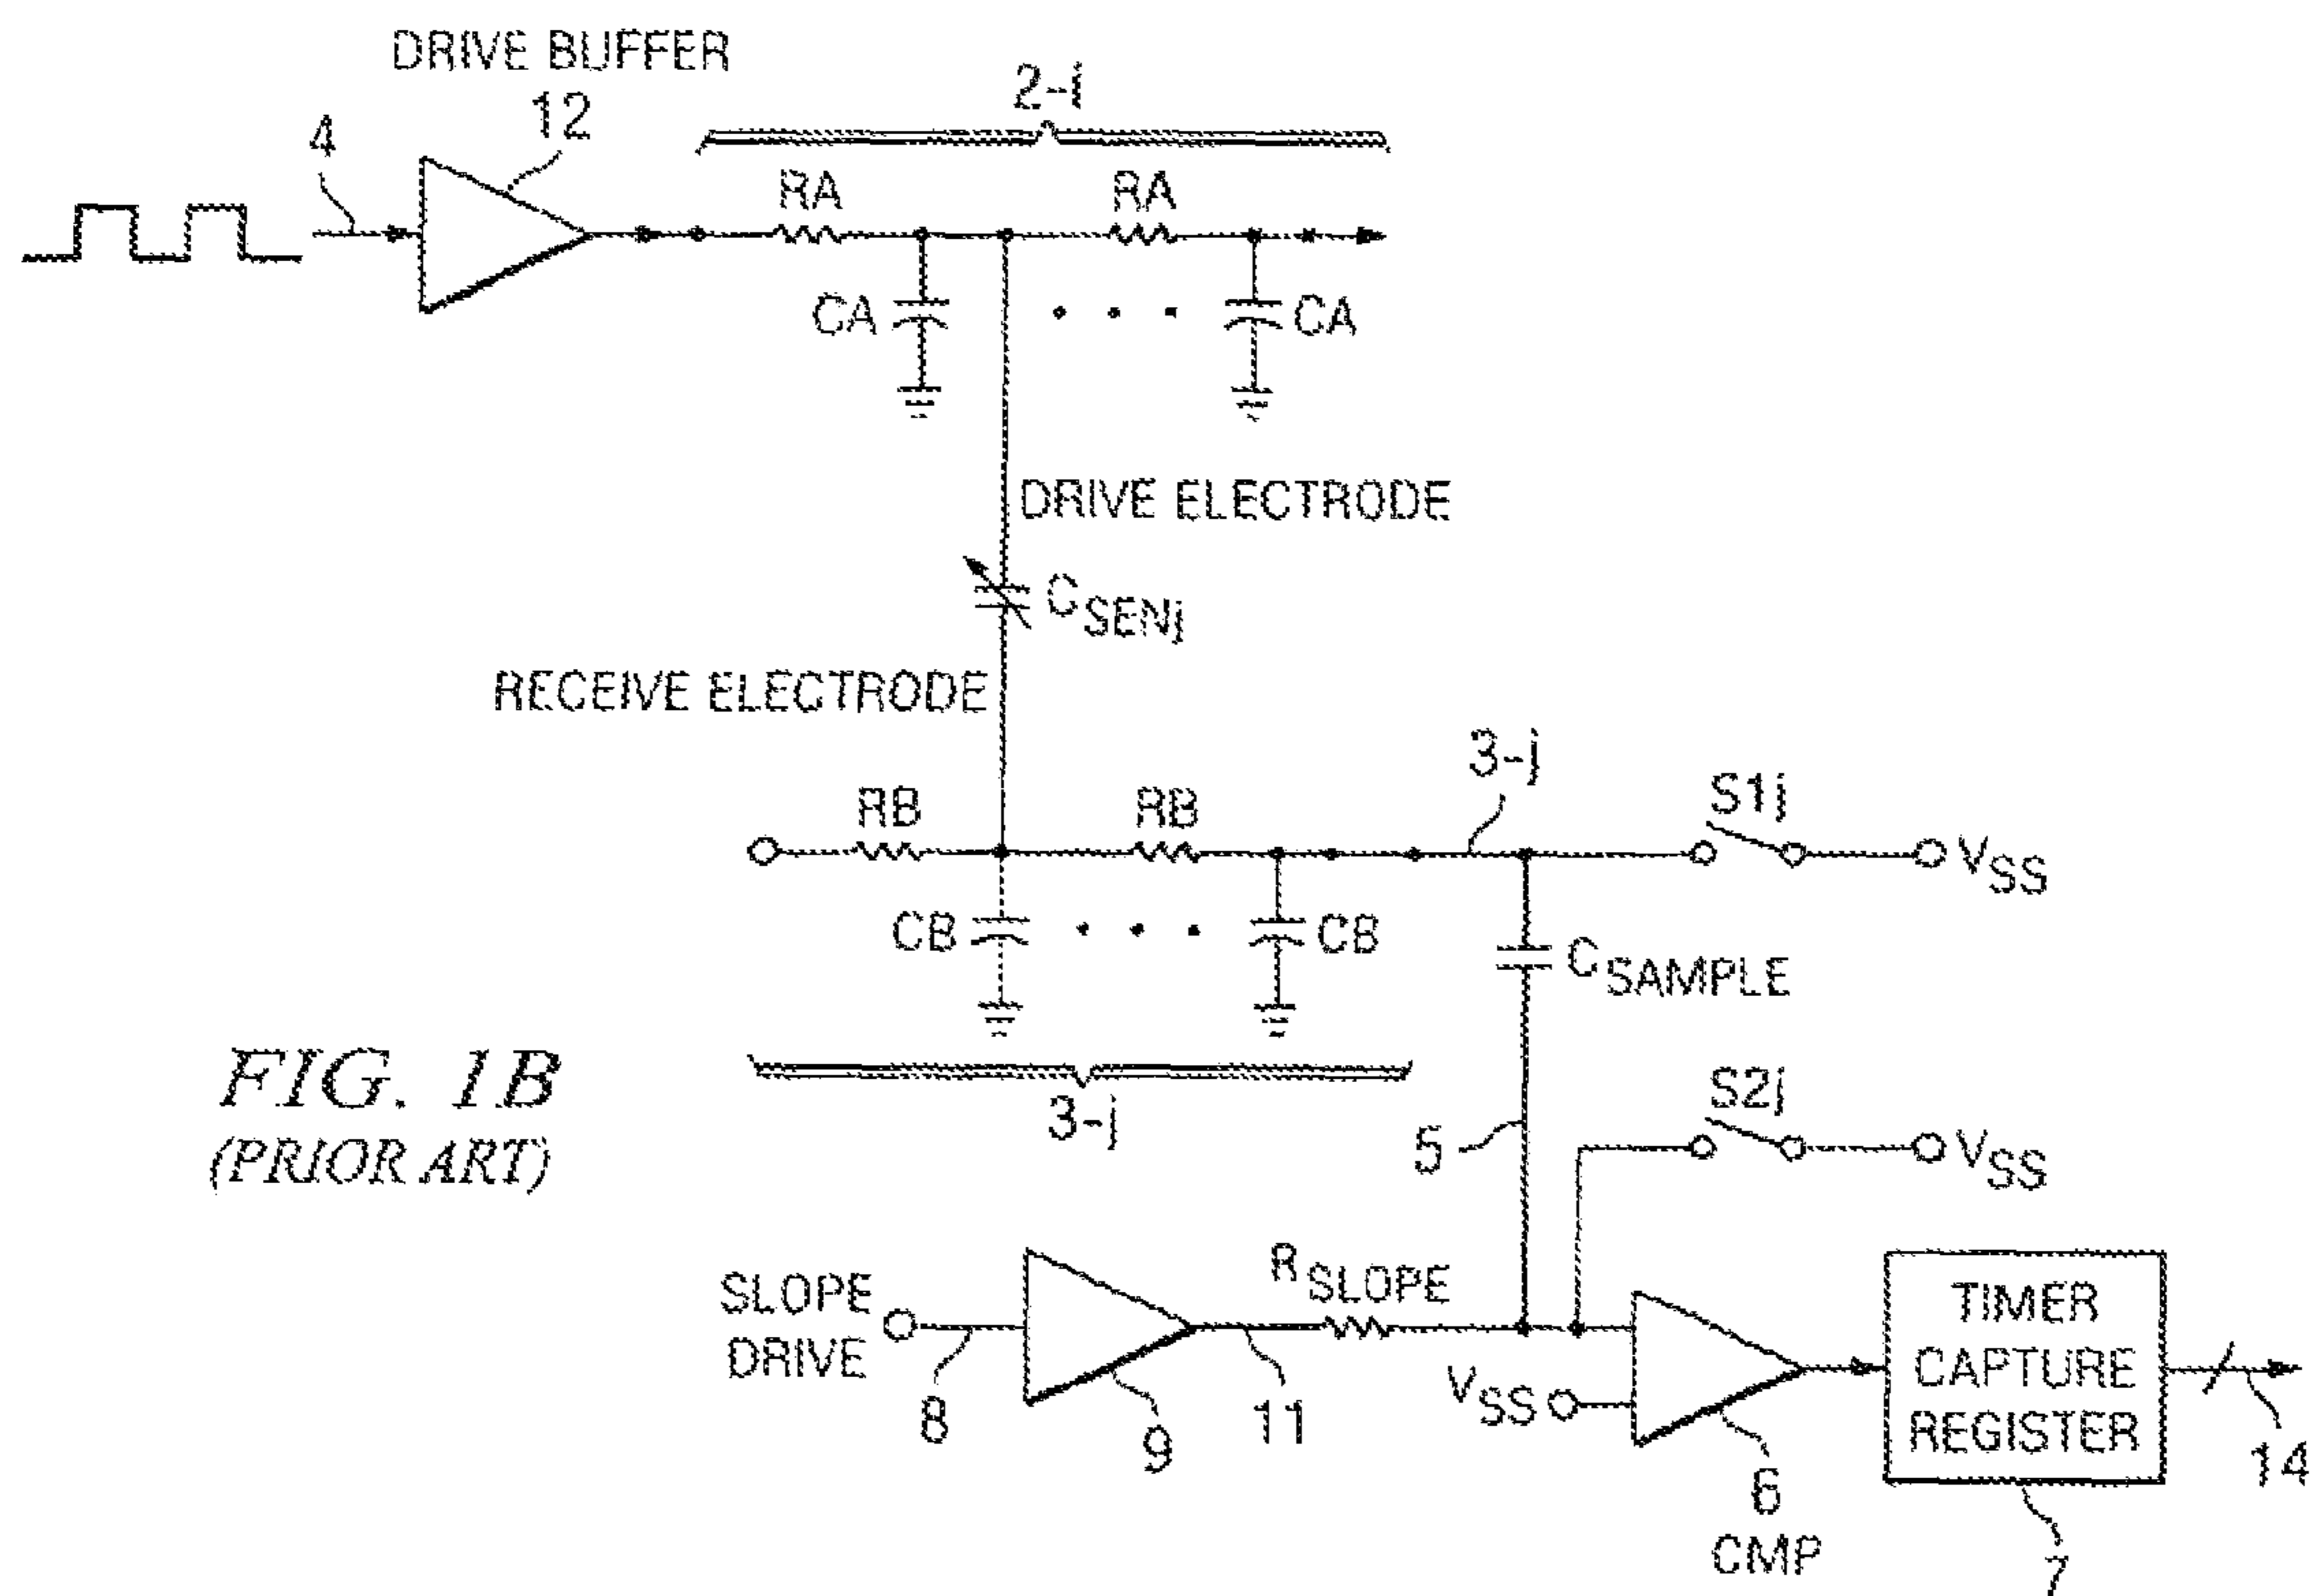 DRIVE BUFFER
12
4
2-i
RA
RA
CA
CA
DRIVE ELECTRODE
CSENj
RECEIVE ELECTRODE
3-j
S1j
RB
RB
VSS
CB
CB
CSAMPLE
FIG. 1B
(PRIOR ART)
3-j
5
S2j
VSS
SLOPE
DRIVE
8
9
11
RSLOPE
VSS
6
CMP
TIMER
CAPTURE
REGISTER
14
7